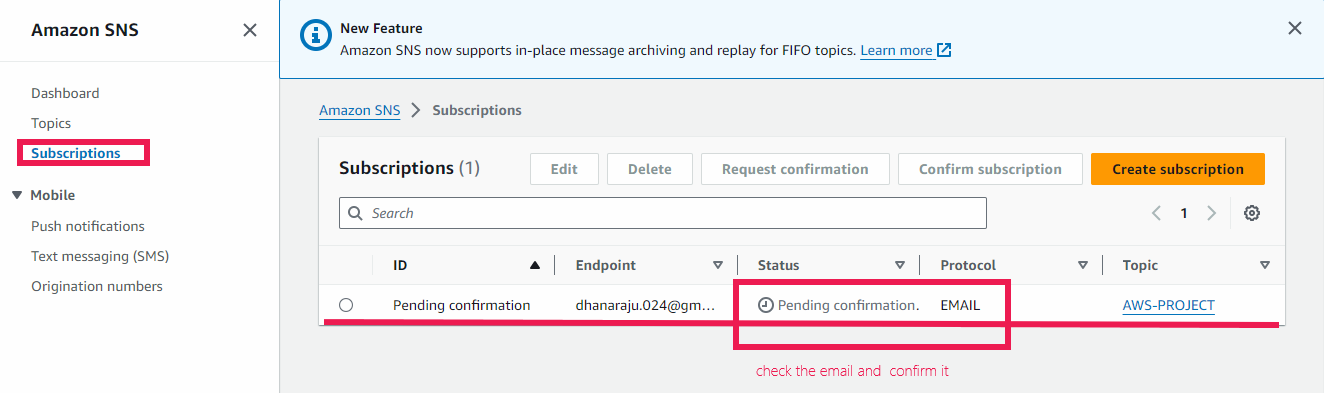 Amazon SNS
New Feature
Amazon SNS now supports in-place message archiving and replay for FIFO topics. Learn more
Dashboard
Topics
Subscriptions
Mobile
Push notifications
Text messaging (SMS)
Origination numbers
Amazon SNS > Subscriptions
Subscriptions (1) Edit Delete Request confirmation Confirm subscription Create subscription
Search 1
ID Endpoint Status Protocol Topic
Pending confirmation dhanaraju.024@gm... Pending confirmation. EMAIL AWS-PROJECT
check the email and confirm it